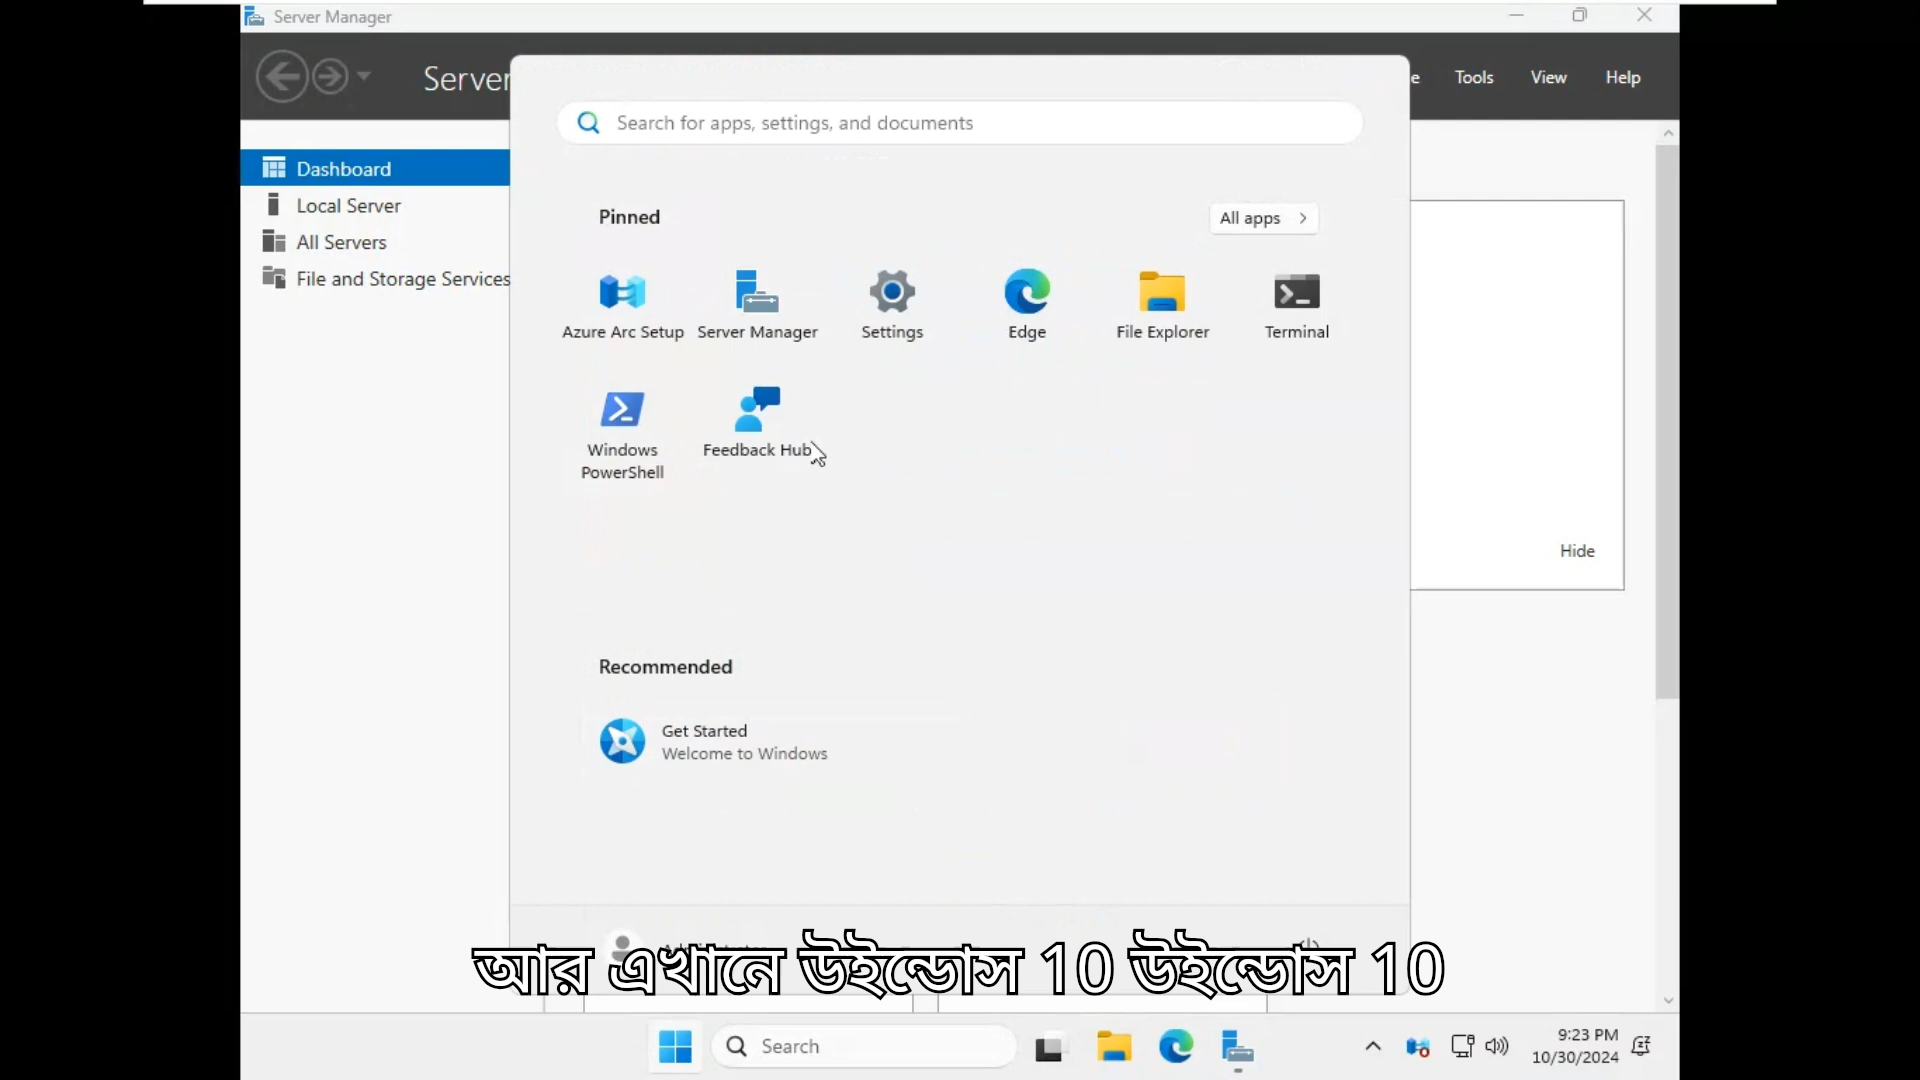 Server Manager
Server
e
Tools
View
Help
Search for apps, settings, and documents
Dashboard
Local Server
All Servers
File and Storage Services
Pinned
All apps
Azure Arc Setup
Server Manager
Settings
Edge
File Explorer
Terminal
Windows
PowerShell
Feedback Hub
Hide
Recommended
Get Started
Welcome to Windows
আর এখানে উইন্ডোস 10 উইন্ডোস 10
Search
9:23 PM
10/30/2024